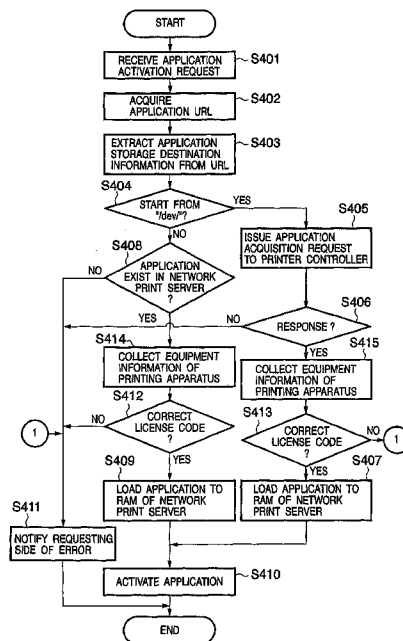 START
RECEIVE APPLICATION
ACTIVATION REQUEST
S401
ACQUIRE
APPLICATION URL
S402
EXTRACT APPLICATION
STORAGE DESTINATION
INFORMATION FROM URL
S403
S404
START FROM
"/dev/"?
YES
NO
S405
ISSUE APPLICATION
ACQUISITION REQUEST
TO PRINTER CONTROLLER
S408
NO
APPLICATION
EXIST IN NETWORK
PRINT SERVER
?
YES
S406
NO
RESPONSE ?
YES
S414
COLLECT EQUIPMENT
INFORMATION OF
PRINTING APPARATUS
S415
COLLECT EQUIPMENT
INFORMATION OF
PRINTING APPARATUS
S412
1
NO
CORRECT
LICENSE CODE
?
YES
S413
CORRECT
LICENSE CODE
?
NO
1
YES
S409
LOAD APPLICATION TO
RAM OF NETWORK
PRINT SERVER
S407
LOAD APPLICATION TO
RAM OF NETWORK
PRINT SERVER
S411
NOTIFY REQUESTING
SIDE OF ERROR
ACTIVATE APPLICATION
S410
END